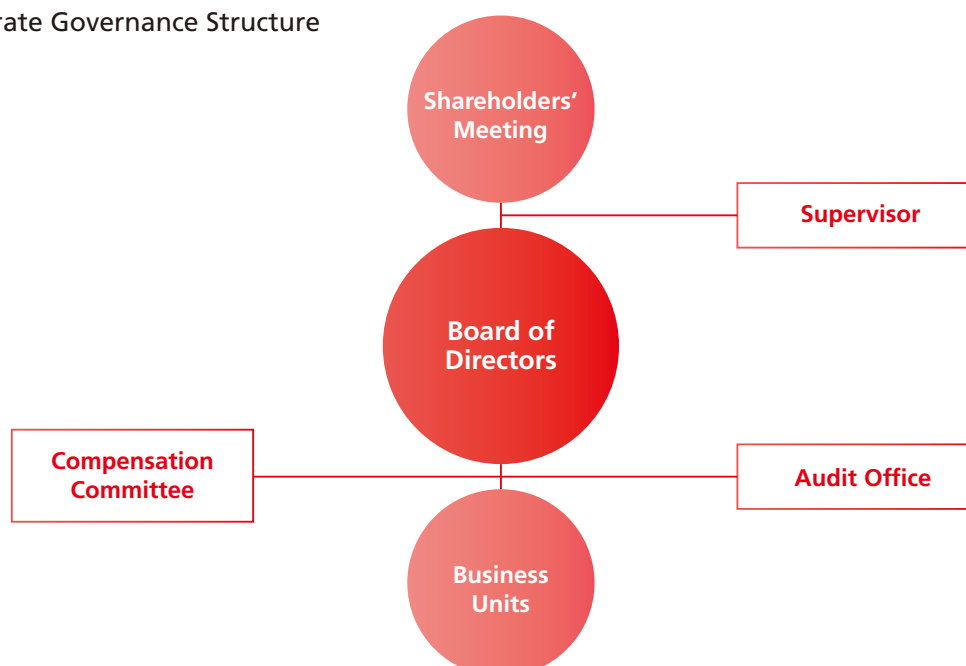 rate Governance Structure
Shareholders’
Meeting
Supervisor
Board of
Directors
Compensation
Committee
Audit Office
Business
Units